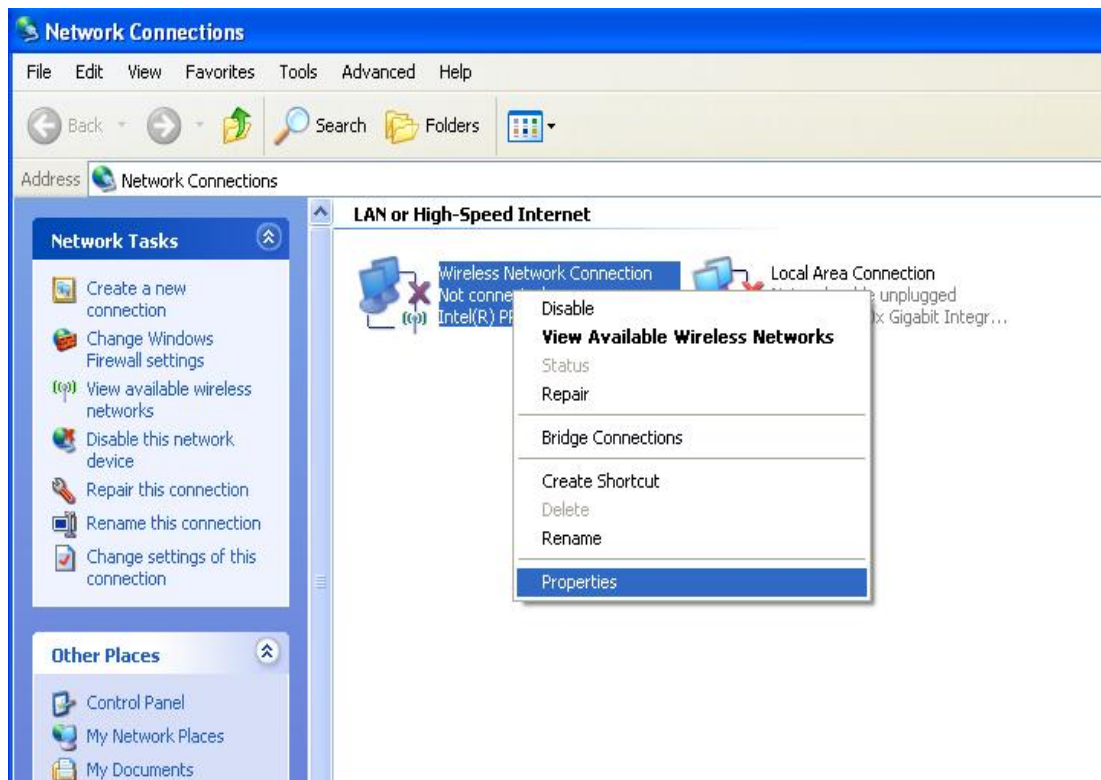 Network Connections
File Edit View Favorites Tools Advanced Help
Back Search Folders
Address Network Connections
Network Tasks
Create a new
connection
Change Windows
Firewall settings
View available wireless
networks
Disable this network
device
Repair this connection
Rename this connection
Change settings of this
connection
Other Places
Control Panel
My Network Places
My Documents
LAN or High-Speed Internet
Wireless Network Connection
Not conne
Intel(R) P
Local Area Connection
unplugged
Gigabit Integr...
Disable
View Available Wireless Networks
Status
Repair
Bridge Connections
Create Shortcut
Delete
Rename
Properties